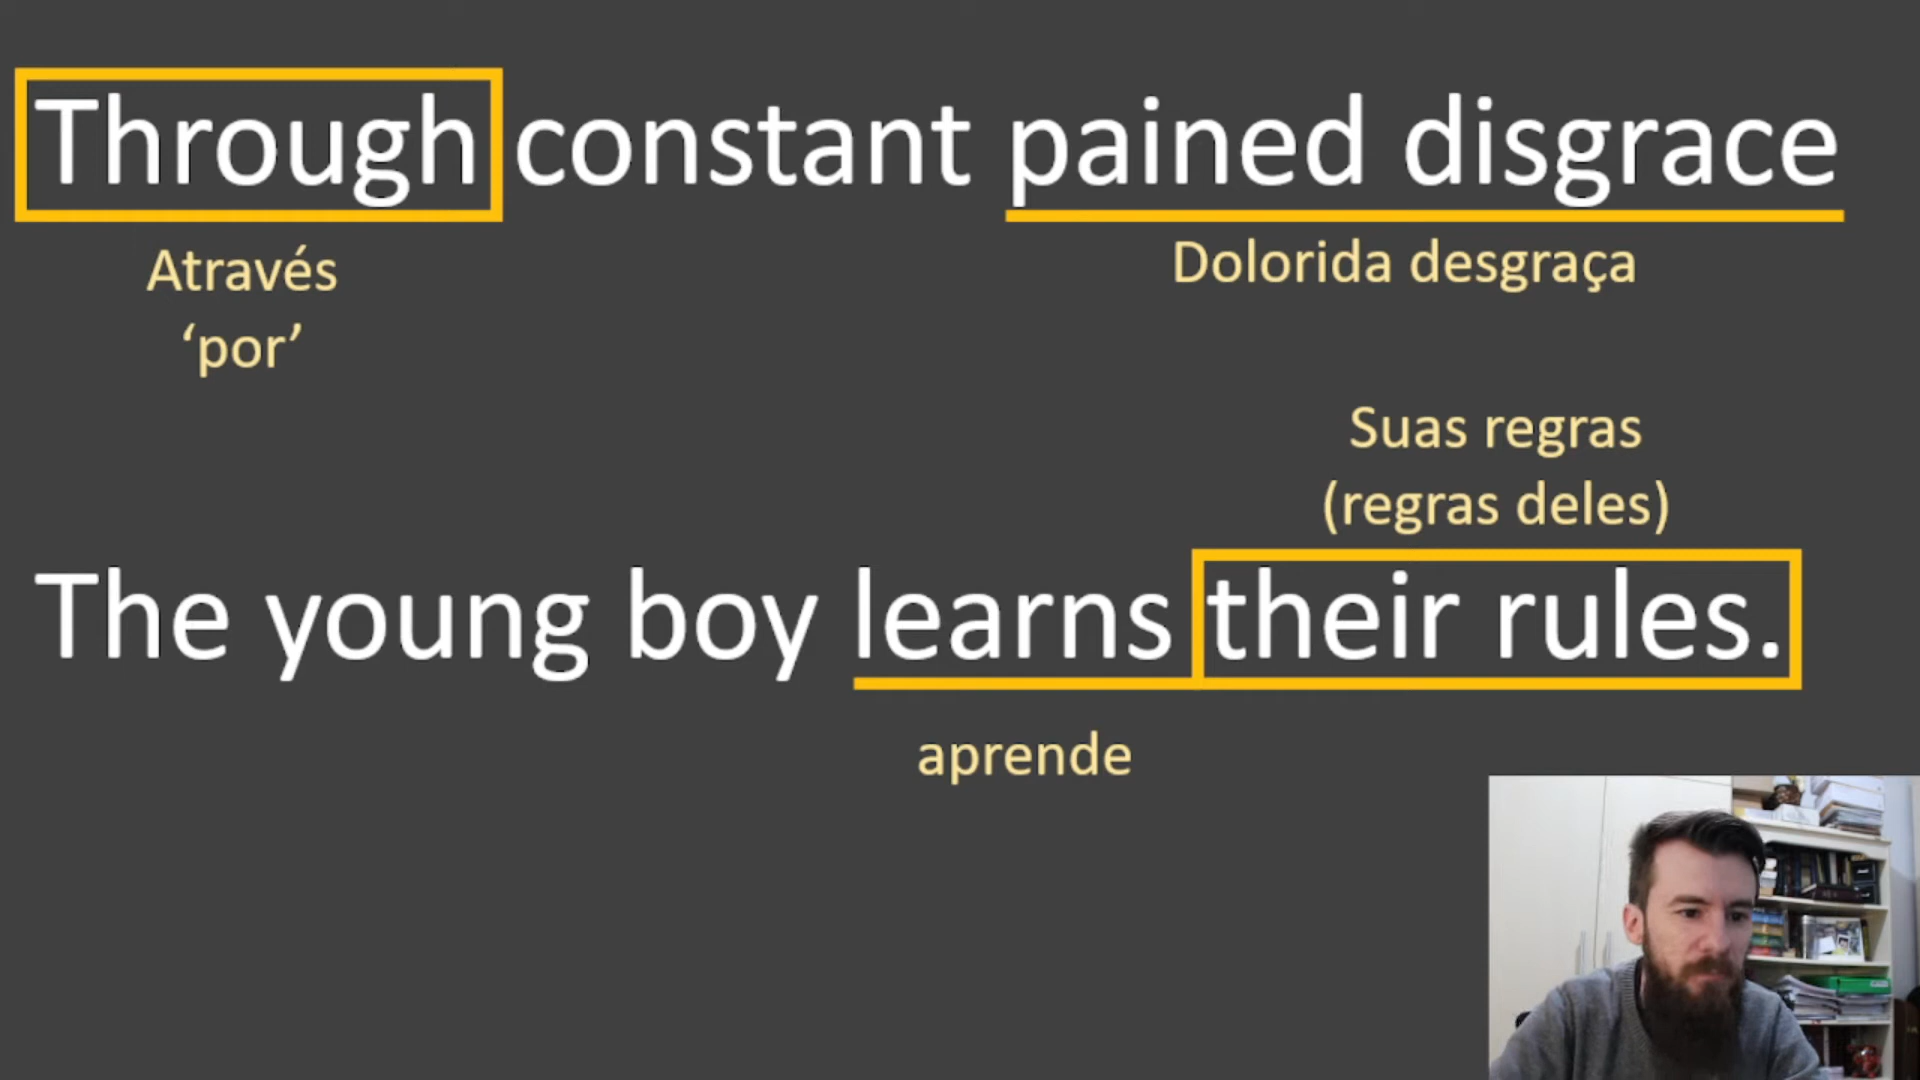 Through constant pained disgrace
Através
'por'
Dolorida desgraça
Suas regras
(regras deles)
The young boy learns their rules.
aprende